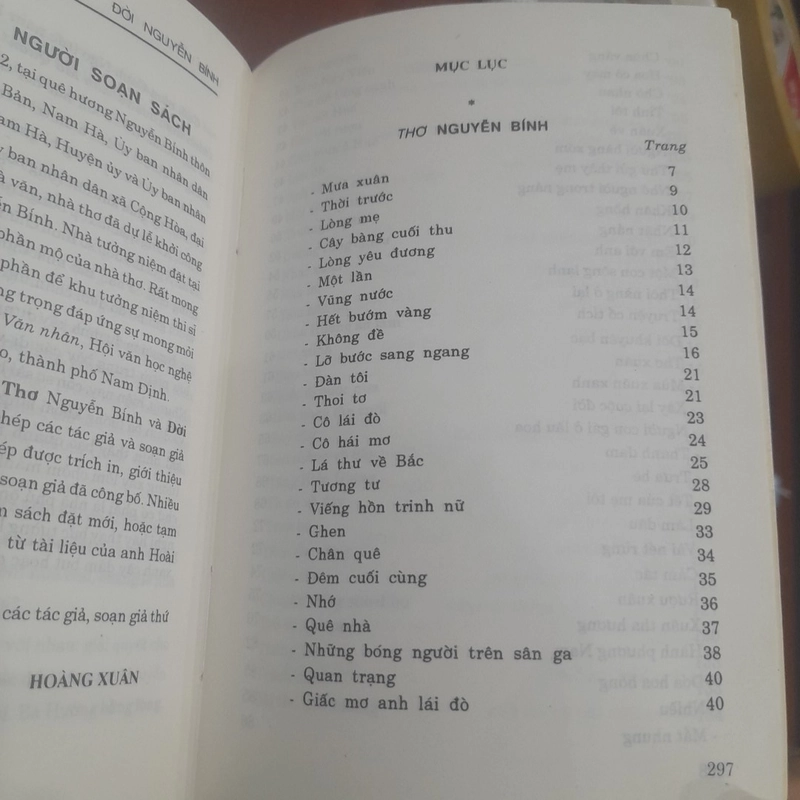 ĐỜI NGUYỄN BÍNH
NGƯỜI SOẠN SÁCH
2, tại quê hương Nguyễn Bính thôn
Bản, Nam Hà, Ủy ban nhân dân
am Hà, Huyện ủy và Ủy ban nhân
y ban nhân dân xã Cộng Hòa, đại
à văn, nhà thơ đã dự lễ khởi công
ễn Bính. Nhà tưởng niệm đặt tại
phần mộ của nhà thơ. Rất mong
phần để khu tưởng niệm thi sĩ
ng trọng đáp ứng sự mong mỏi
Văn nhân, Hội văn học nghệ
o, thành phố Nam Định.
Thơ Nguyễn Bính và Đời
hép các tác giả và soạn giả
ép được trích in, giới thiệu
soạn giả đã công bố. Nhiều
n sách đặt mới, hoặc tạm
từ tài liệu của anh Hoài
các tác giả, soạn giả thứ
HOÀNG XUÂN
MỤC LỤC
*
THƠ NGUYỄN BÍNH
Trang
- Mưa xuân 7
- Thời trước 9
- Lòng mẹ 10
- Cây bàng cuối thu 11
- Lòng yêu đương 12
- Một lần 13
- Vũng nước 14
- Hết bướm vàng 14
- Không đề 15
- Lỡ bước sang ngang 16
- Dàn tôi 21
- Thoi tơ 21
- Cô lái đò 23
- Cô hái mơ 24
- Lá thư về Bắc 25
- Tương tư 28
- Viếng hồn trinh nữ 29
- Ghen 33
- Chân quê 34
- Đêm cuối cùng 35
- Nhớ 36
- Quê nhà 37
- Những bóng người trên sân ga 38
- Quan trạng 40
- Giấc mơ anh lái đò 40
297